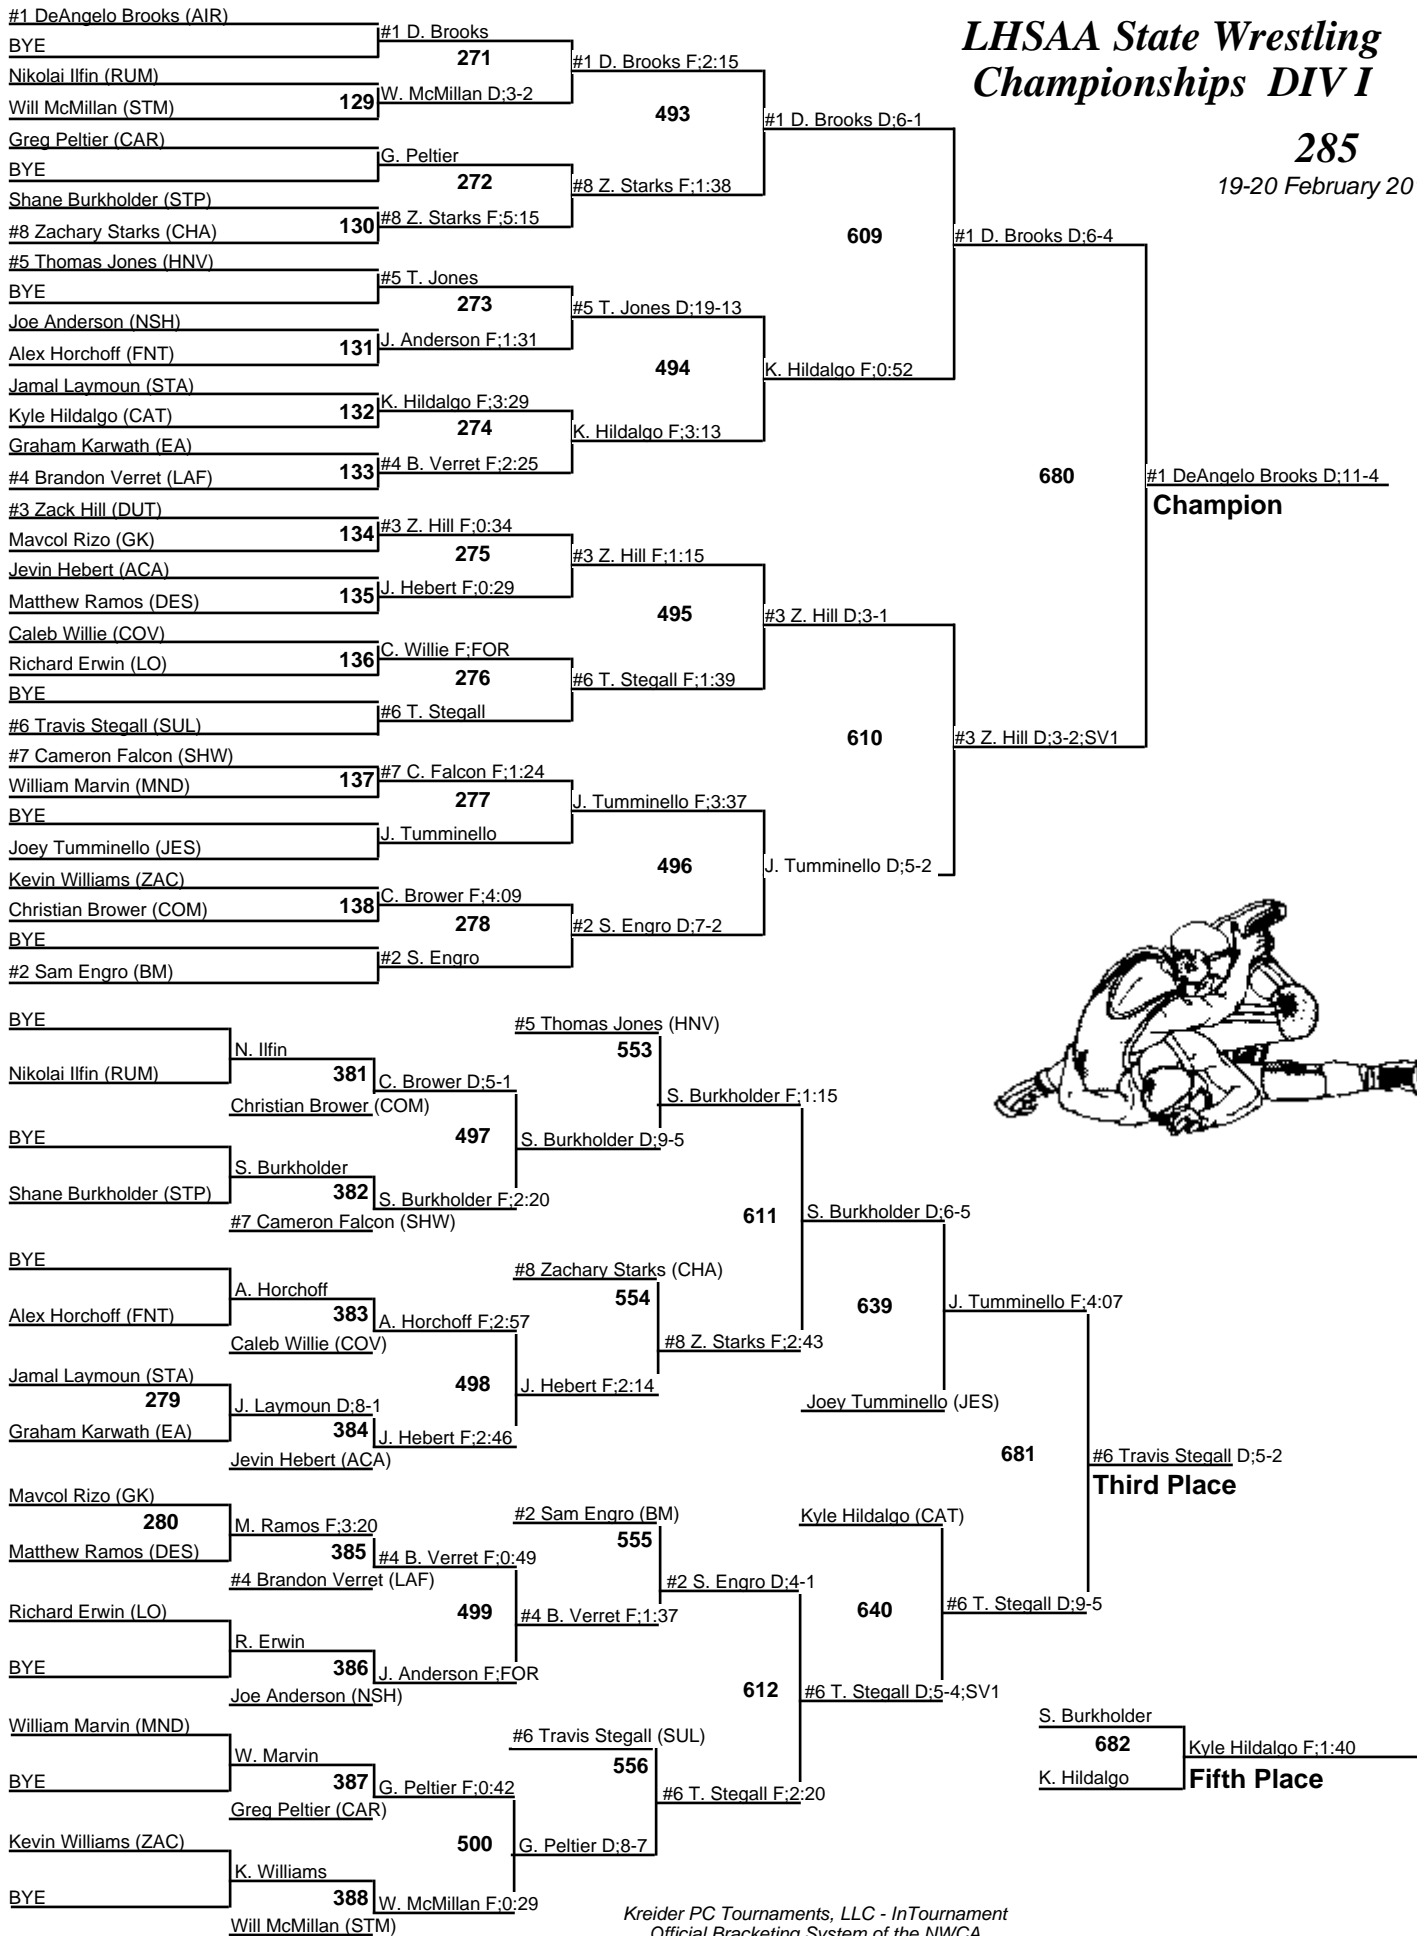 LHSAA State Wrestling
Championships DIV I
285
19-20 February 20
#1 DeAngelo Brooks (AIR)
BYE
Nikolai Ilfin (RUM)
Will McMillan (STM)
Greg Peltier (CAR)
BYE
Shane Burkholder (STP)
#8 Zachary Starks (CHA)
#5 Thomas Jones (HNV)
BYE
Joe Anderson (NSH)
Alex Horchoff (FNT)
Jamal Laymoun (STA)
Kyle Hildalgo (CAT)
Graham Karwath (EA)
#4 Brandon Verret (LAF)
#3 Zack Hill (DUT)
Mavcol Rizo (GK)
Jevin Hebert (ACA)
Matthew Ramos (DES)
Caleb Willie (COV)
Richard Erwin (LO)
BYE
#6 Travis Stegall (SUL)
#7 Cameron Falcon (SHW)
William Marvin (MND)
BYE
Joey Tumminello (JES)
Kevin Williams (ZAC)
Christian Brower (COM)
BYE
#2 Sam Engro (BM)
129
130
131
132
133
134
135
136
137
138
#1 D. Brooks
271
W. McMillan D;3-2
G. Peltier
272
#8 Z. Starks F;5:15
#5 T. Jones
273
J. Anderson F;1:31
K. Hildalgo F;3:29
274
#4 B. Verret F;2:25
#3 Z. Hill F;0:34
275
J. Hebert F;0:29
C. Willie F;FOR
276
#6 T. Stegall
#7 C. Falcon F;1:24
277
J. Tumminello
C. Brower F;4:09
278
#2 S. Engro
#1 D. Brooks F;2:15
493
#8 Z. Starks F;1:38
#5 T. Jones D;19-13
494
K. Hildalgo F;3:13
#3 Z. Hill F;1:15
495
#6 T. Stegall F;1:39
J. Tumminello F;3:37
496
#2 S. Engro D;7-2
#1 D. Brooks D;6-1
609
K. Hildalgo F;0:52
#3 Z. Hill D;3-1
610
J. Tumminello D;5-2
#1 D. Brooks D;6-4
680
#3 Z. Hill D;3-2;SV1
#1 DeAngelo Brooks D;11-4
Champion
BYE
Nikolai Ilfin (RUM)
BYE
Shane Burkholder (STP)
BYE
Alex Horchoff (FNT)
Jamal Laymoun (STA)
279
Graham Karwath (EA)
Mavcol Rizo (GK)
280
Matthew Ramos (DES)
Richard Erwin (LO)
BYE
William Marvin (MND)
BYE
Kevin Williams (ZAC)
BYE
N. Ilfin
381
Christian Brower (COM)
S. Burkholder
382
#7 Cameron Falcon (SHW)
A. Horchoff
383
Caleb Willie (COV)
J. Laymoun D;8-1
384
Jevin Hebert (ACA)
M. Ramos F;3:20
385
#4 Brandon Verret (LAF)
R. Erwin
386
Joe Anderson (NSH)
W. Marvin
387
Greg Peltier (CAR)
K. Williams
388
Will McMillan (STM)
C. Brower D;5-1
497
S. Burkholder F;2:20
A. Horchoff F;2:57
498
J. Hebert F;2:46
#4 B. Verret F;0:49
499
J. Anderson F;FOR
G. Peltier F;0:42
500
W. McMillan F;0:29
#5 Thomas Jones (HNV)
553
S. Burkholder D;9-5
#8 Zachary Starks (CHA)
554
J. Hebert F;2:14
#2 Sam Engro (BM)
555
#4 B. Verret F;1:37
#6 Travis Stegall (SUL)
556
G. Peltier D;8-7
S. Burkholder F;1:15
611
#8 Z. Starks F;2:43
#2 S. Engro D;4-1
612
#6 T. Stegall F;2:20
S. Burkholder D;6-5
639
Joey Tumminello (JES)
Kyle Hildalgo (CAT)
640
#6 T. Stegall D;5-4;SV1
J. Tumminello F;4:07
681
#6 T. Stegall D;9-5
#6 Travis Stegall D;5-2
Third Place
S. Burkholder
682
K. Hildalgo
Kyle Hildalgo F;1:40
Fifth Place
Kreider PC Tournaments, LLC - InTournament
Official Bracketing System of the NWCA